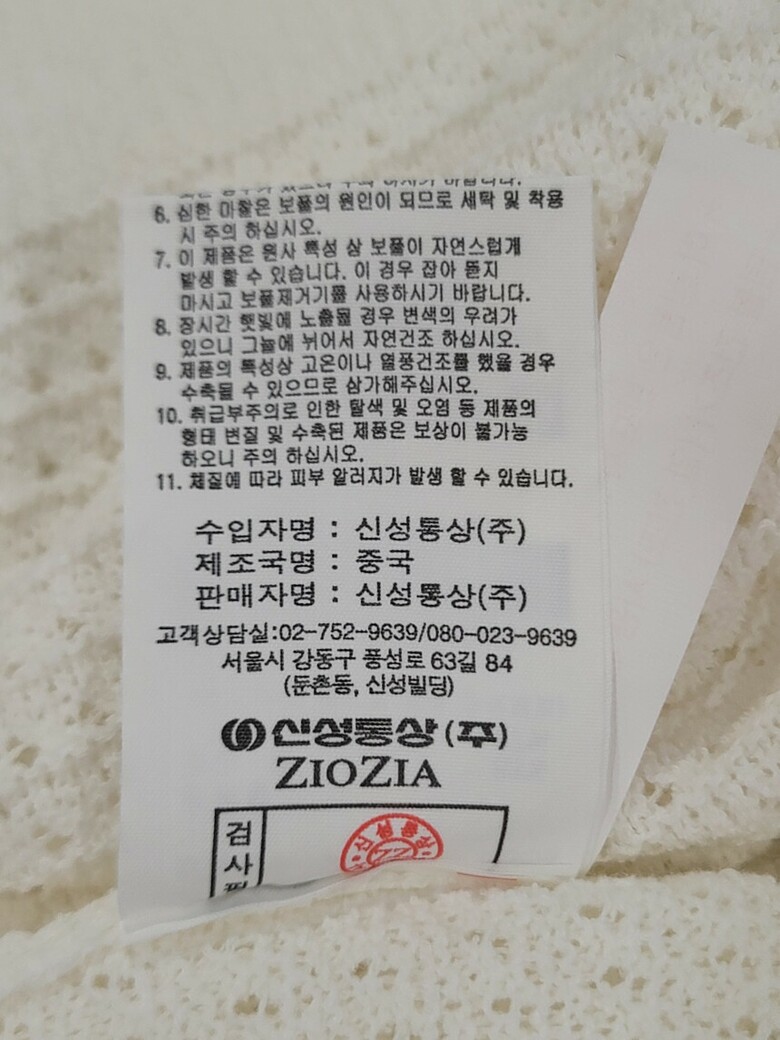 6.심한 마찰은 보풀의 원인이 되므로 세탁 및 착용
시 주의 하십시오.
7. 이 제품은 원사 특성 상 보풀이 자연스럽게
발생 할 수 있습니다. 이 경우 잡아 뜯지
마시고 보풀제거기를 사용하시기 바랍니다.
8. 장시간 햇빛에 노출될 경우 변색의 우려가
있으니 그늘에 뉘어서 자연건조 하십시오.
9. 제품의 특성상 고온이나 열풍건조를 했을 경우
수축될 수 있으므로 삼가해주십시오.
10. 취급부주의로 인한 탈색 및 오염 등 제품의
형태 변질 및 수축된 제품은 보상이 불가능
하오니 주의 하십시오.
11. 체질에 따라 피부 알러지가 발생 할 수 있습니다.
수입자명 : 신성통상(주)
제조국명 : 중국
판매자명 : 신성통상(주)
고객상담실:02-752-9639/080-023-9639
서울시 강동구 풍성로 63길 84
(둔촌동, 신성빌딩)
신성통상(주)
ZIOZIA
검사
신성통상